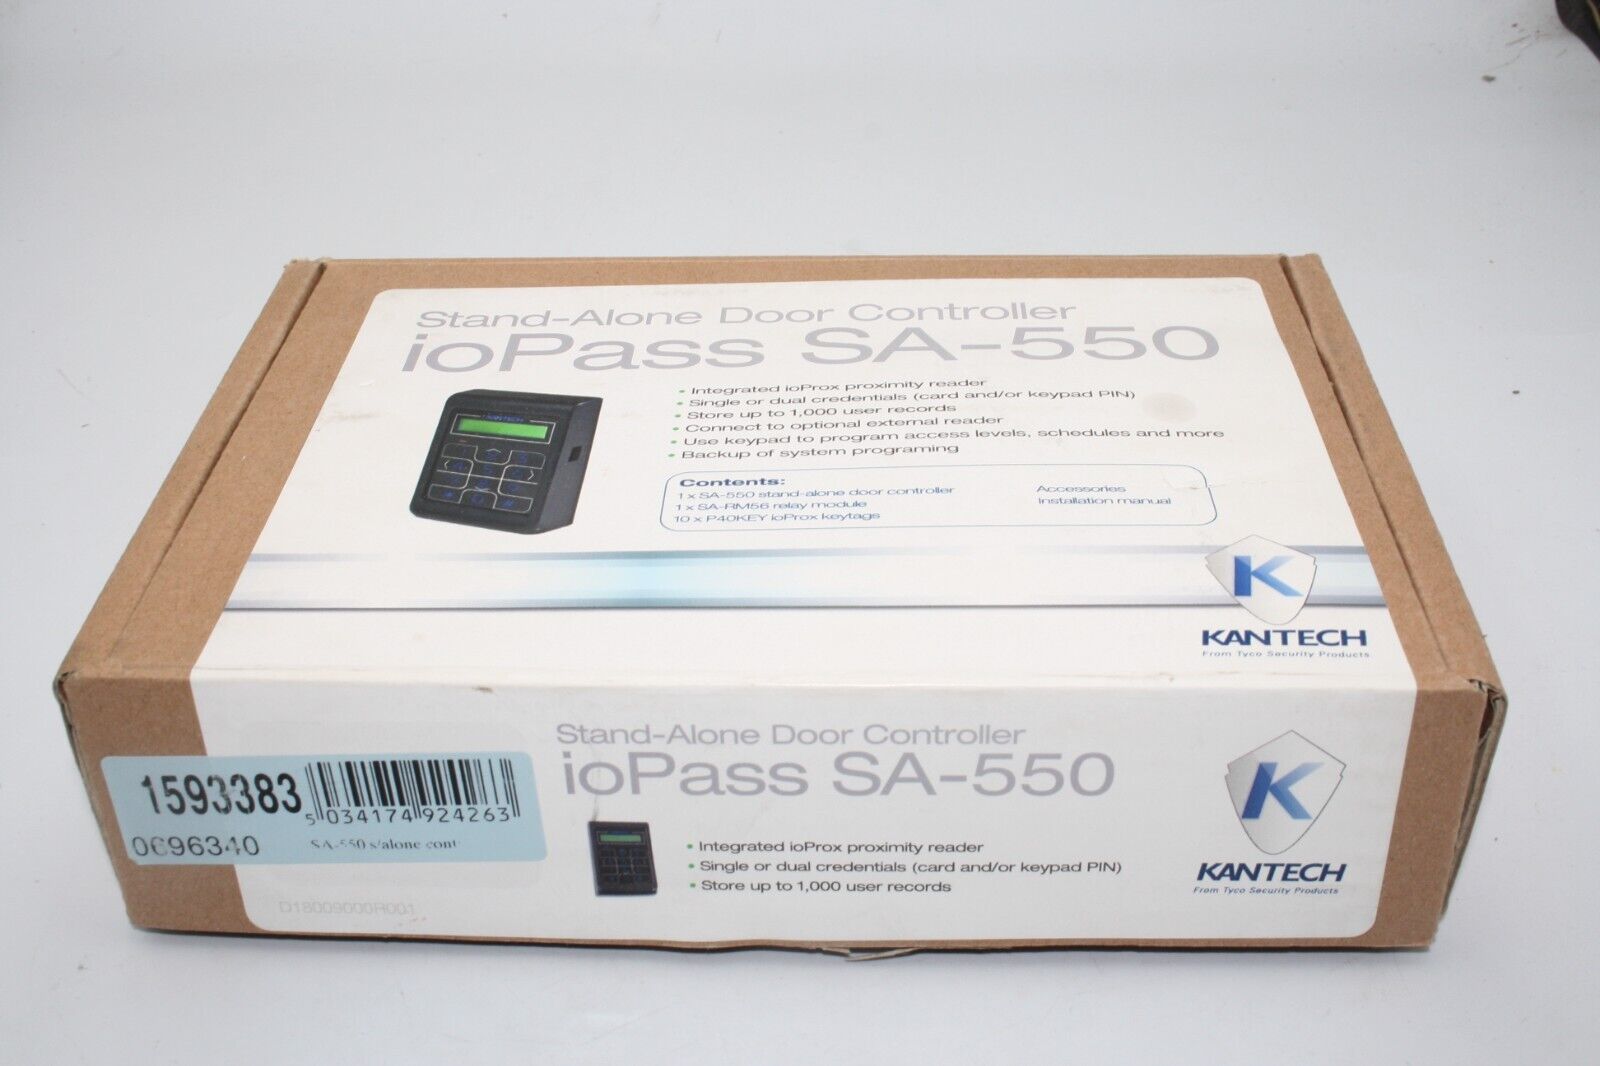 Stand-Alone Door Controller
ioPass SA-550
• Integrated ioProx proximity reader
• Single or dual credentials (card and/or keypad PIN)
• Store up to 1,000 user records
• Connect to optional external reader
• Use keypad to program access levels, schedules and more
• Backup of system programing
KANTECH
Contents:
1 x SA-550 stand-alone door controller
1 x SA-RM56 relay module
10 x P40KEY ioProx keytags
Accessories
Installation manual
K
KANTECH
From Tyco Security Products
Stand-Alone Door Controller
ioPass SA-550
• Integrated ioProx proximity reader
• Single or dual credentials (card and/or keypad PIN)
• Store up to 1,000 user records
K
KANTECH
From Tyco Security Products
1593383
5 034174 924263
0696340
SA-550 s/alone cont
D18009000R001